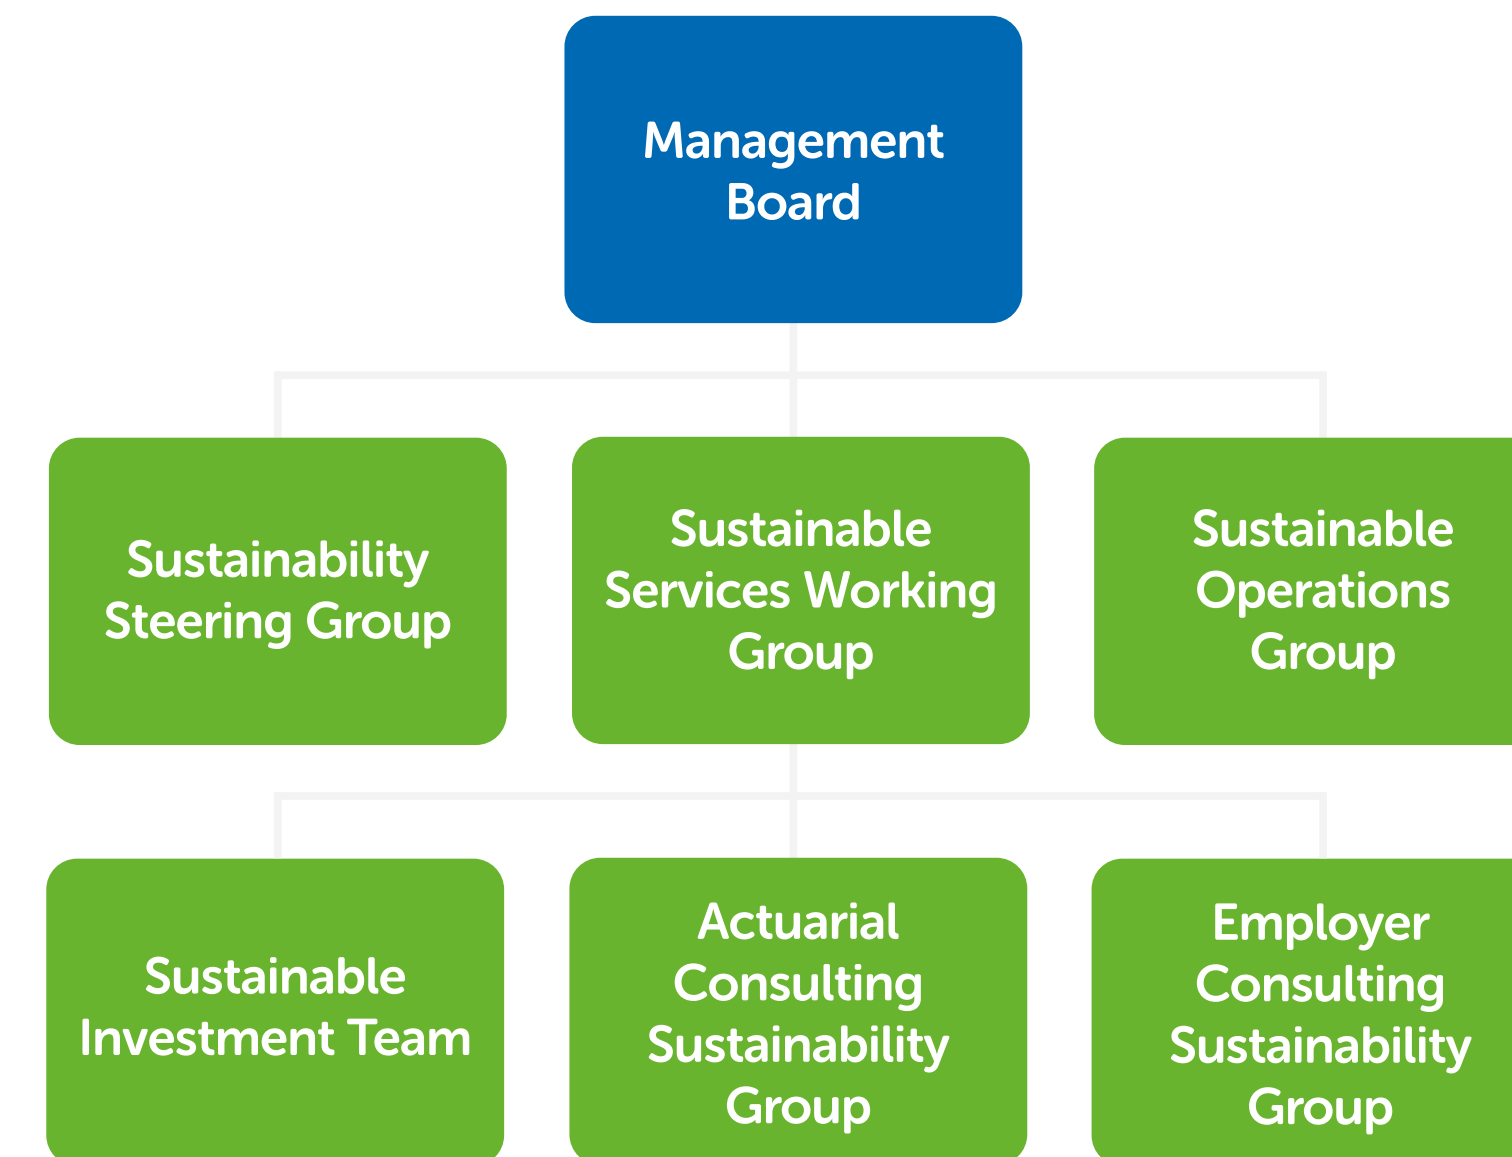 Management
Board
Sustainability
Steering Group
Sustainable
Services Working
Group
Sustainable
Operations
Group
Sustainable
Investment Team
Actuarial
Consulting
Sustainability
Group
Employer
Consulting
Sustainability
Group